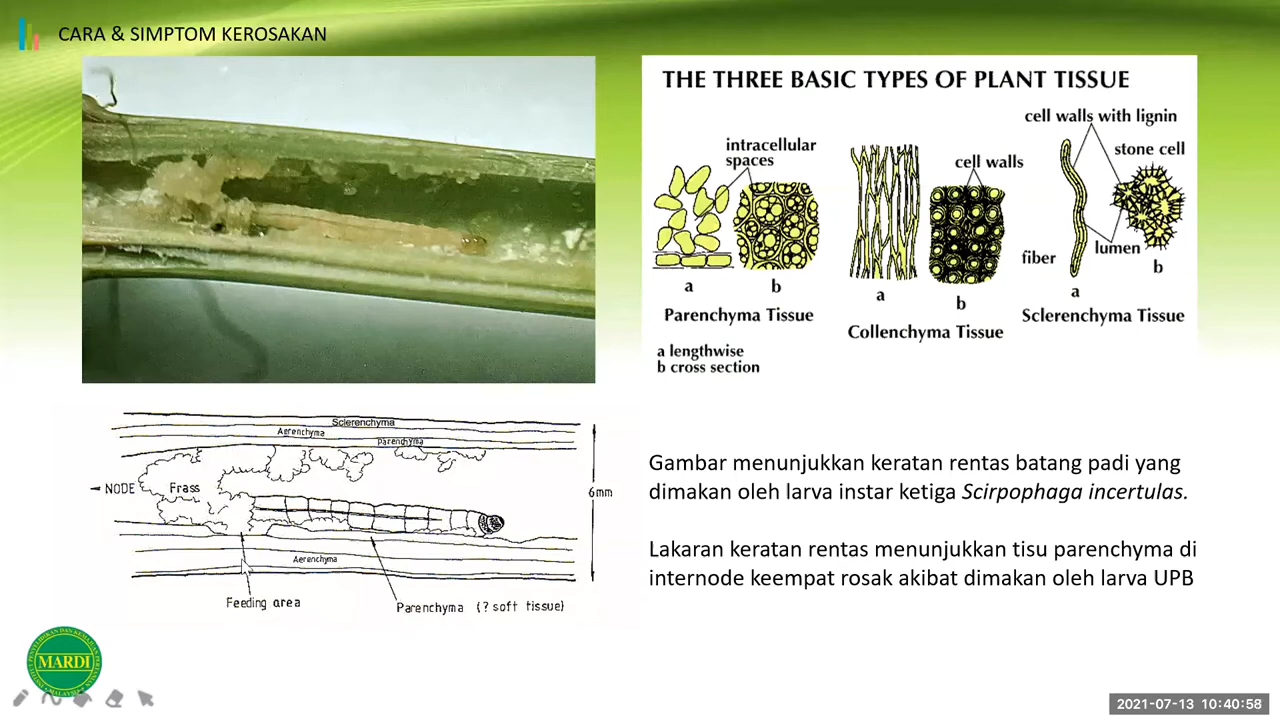 CARA & SIMPTOM KEROSAKAN
THE THREE BASIC TYPES OF PLANT TISSUE
cell walls with lignin
intracellular
spaces
stone cell
cell walls
fiber
lumen
a
b
a
b
a
b
Parenchyma Tissue
Collenchyma Tissue
Sclerenchyma Tissue
a lengthwise
b cross section
Sclerenchyma
Aerenchyma
Parenchyma
NODE
Frass
6mm
Aerenchyma
Feeding area
Parenchyma (? soft tissue)
Gambar menunjukkan keratan rentas batang padi yang
dimakan oleh larva instar ketiga Scirpophaga incertulas.
Lakaran keratan rentas menunjukkan tisu parenchyma di
internode keempat rosak akibat dimakan oleh larva UPB
MARDI
2021-07-13 10:40:58